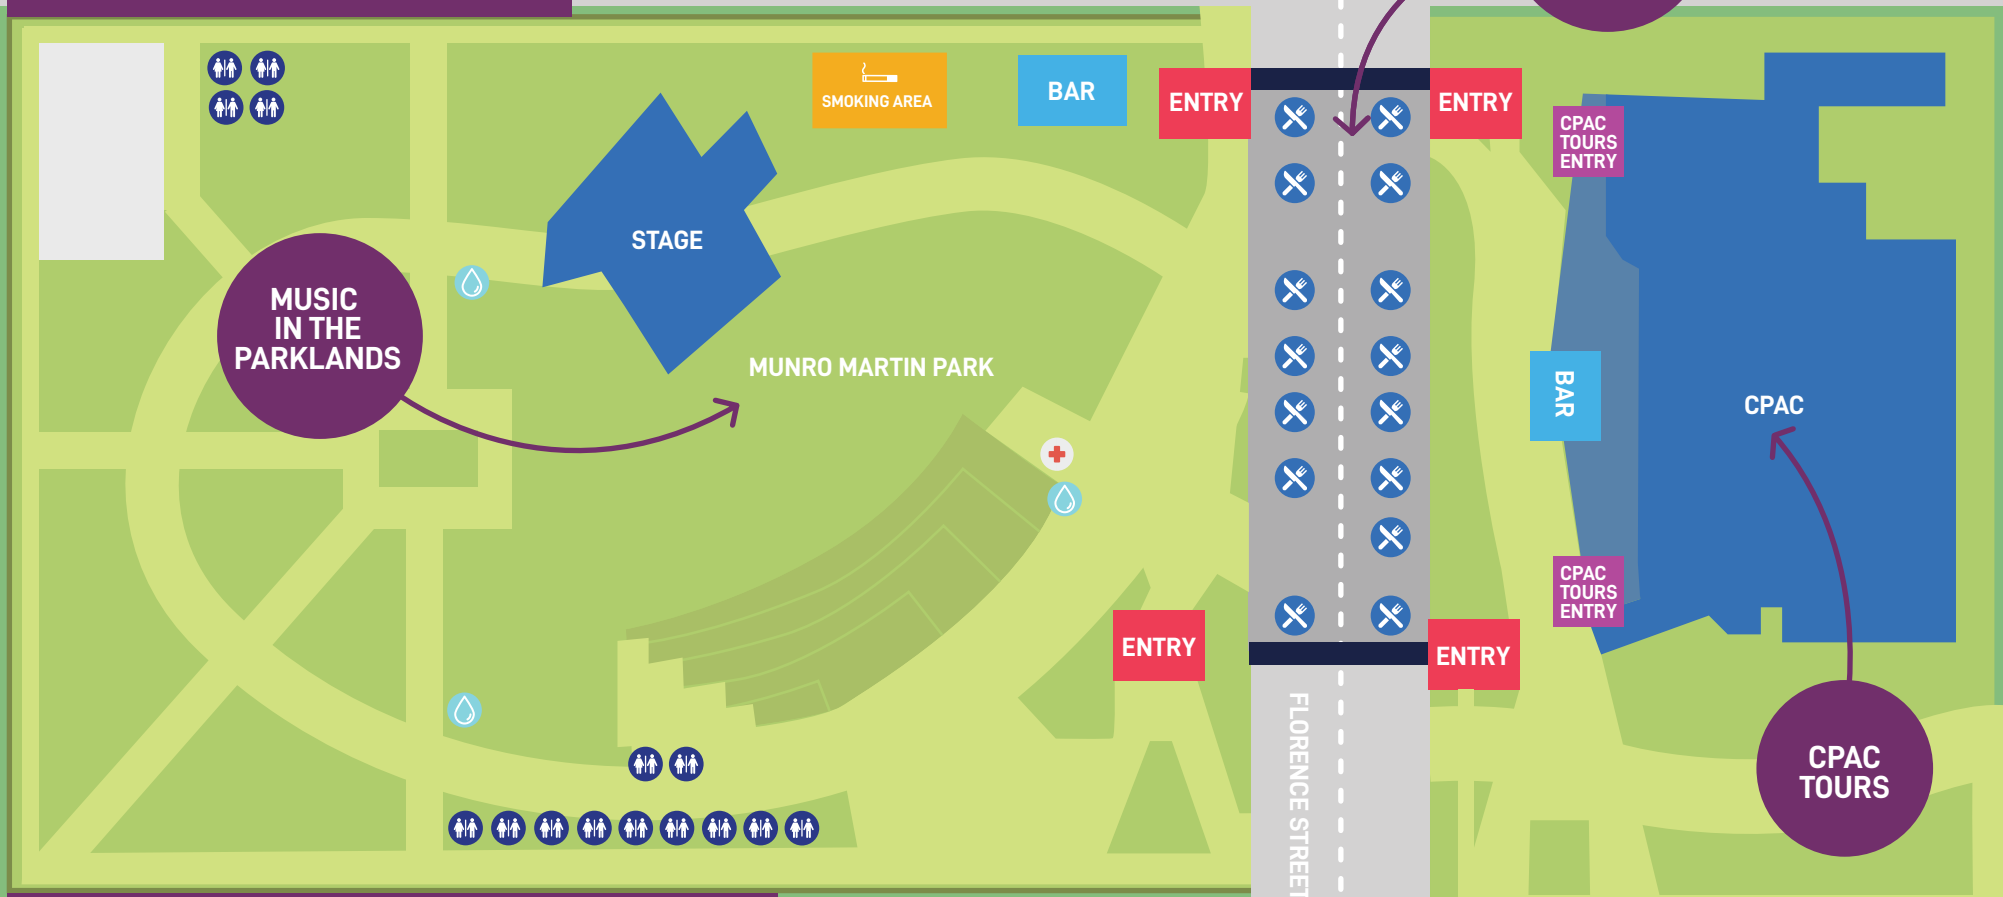 SMOKING AREA
BAR
ENTRY
ENTRY
CPAC
TOURS
ENTRY
STAGE
MUSIC
IN THE
PARKLANDS
MUNRO MARTIN PARK
BAR
CPAC
CPAC
TOURS
ENTRY
ENTRY
ENTRY
FLORENCE STREET
CPAC
TOURS